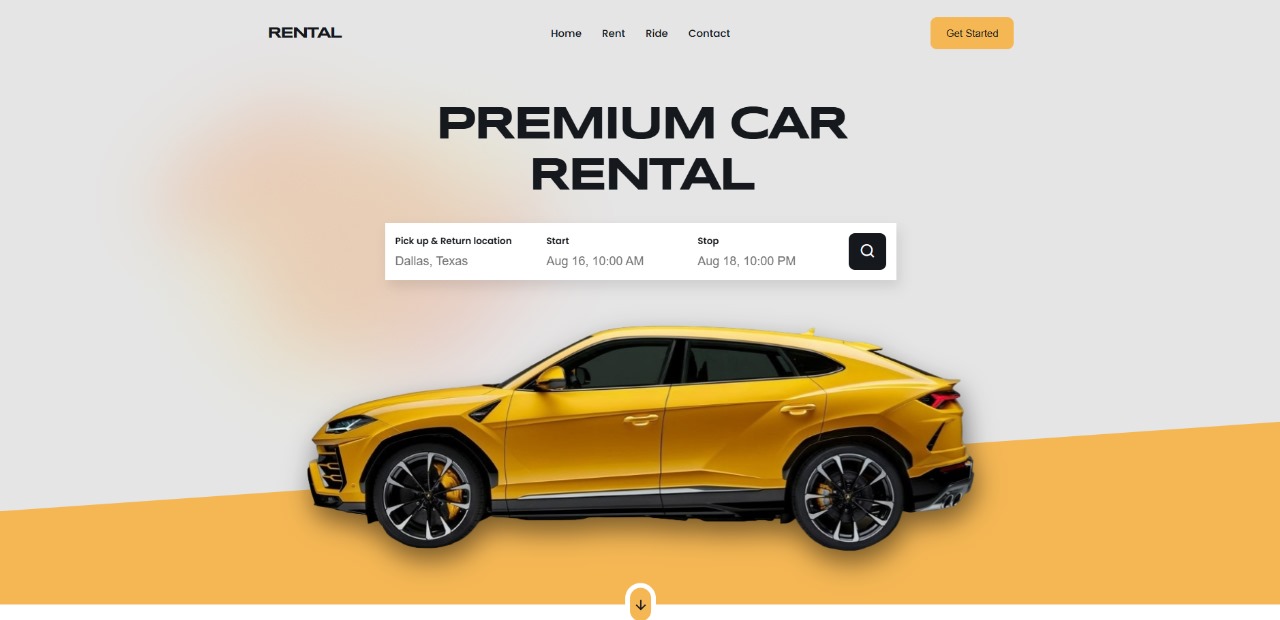 RENTAL
Home Rent Ride Contact
Get Started
PREMIUM CAR
RENTAL
Pick up & Return location Start Stop
Dallas, Texas Aug 16, 10:00 AM Aug 18, 10:00 PM